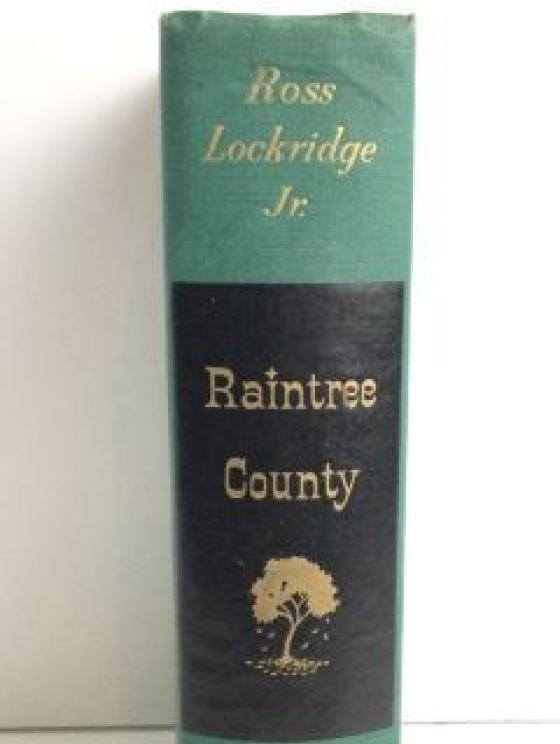 Ross
Lockridge
Jr.
Raintree
County